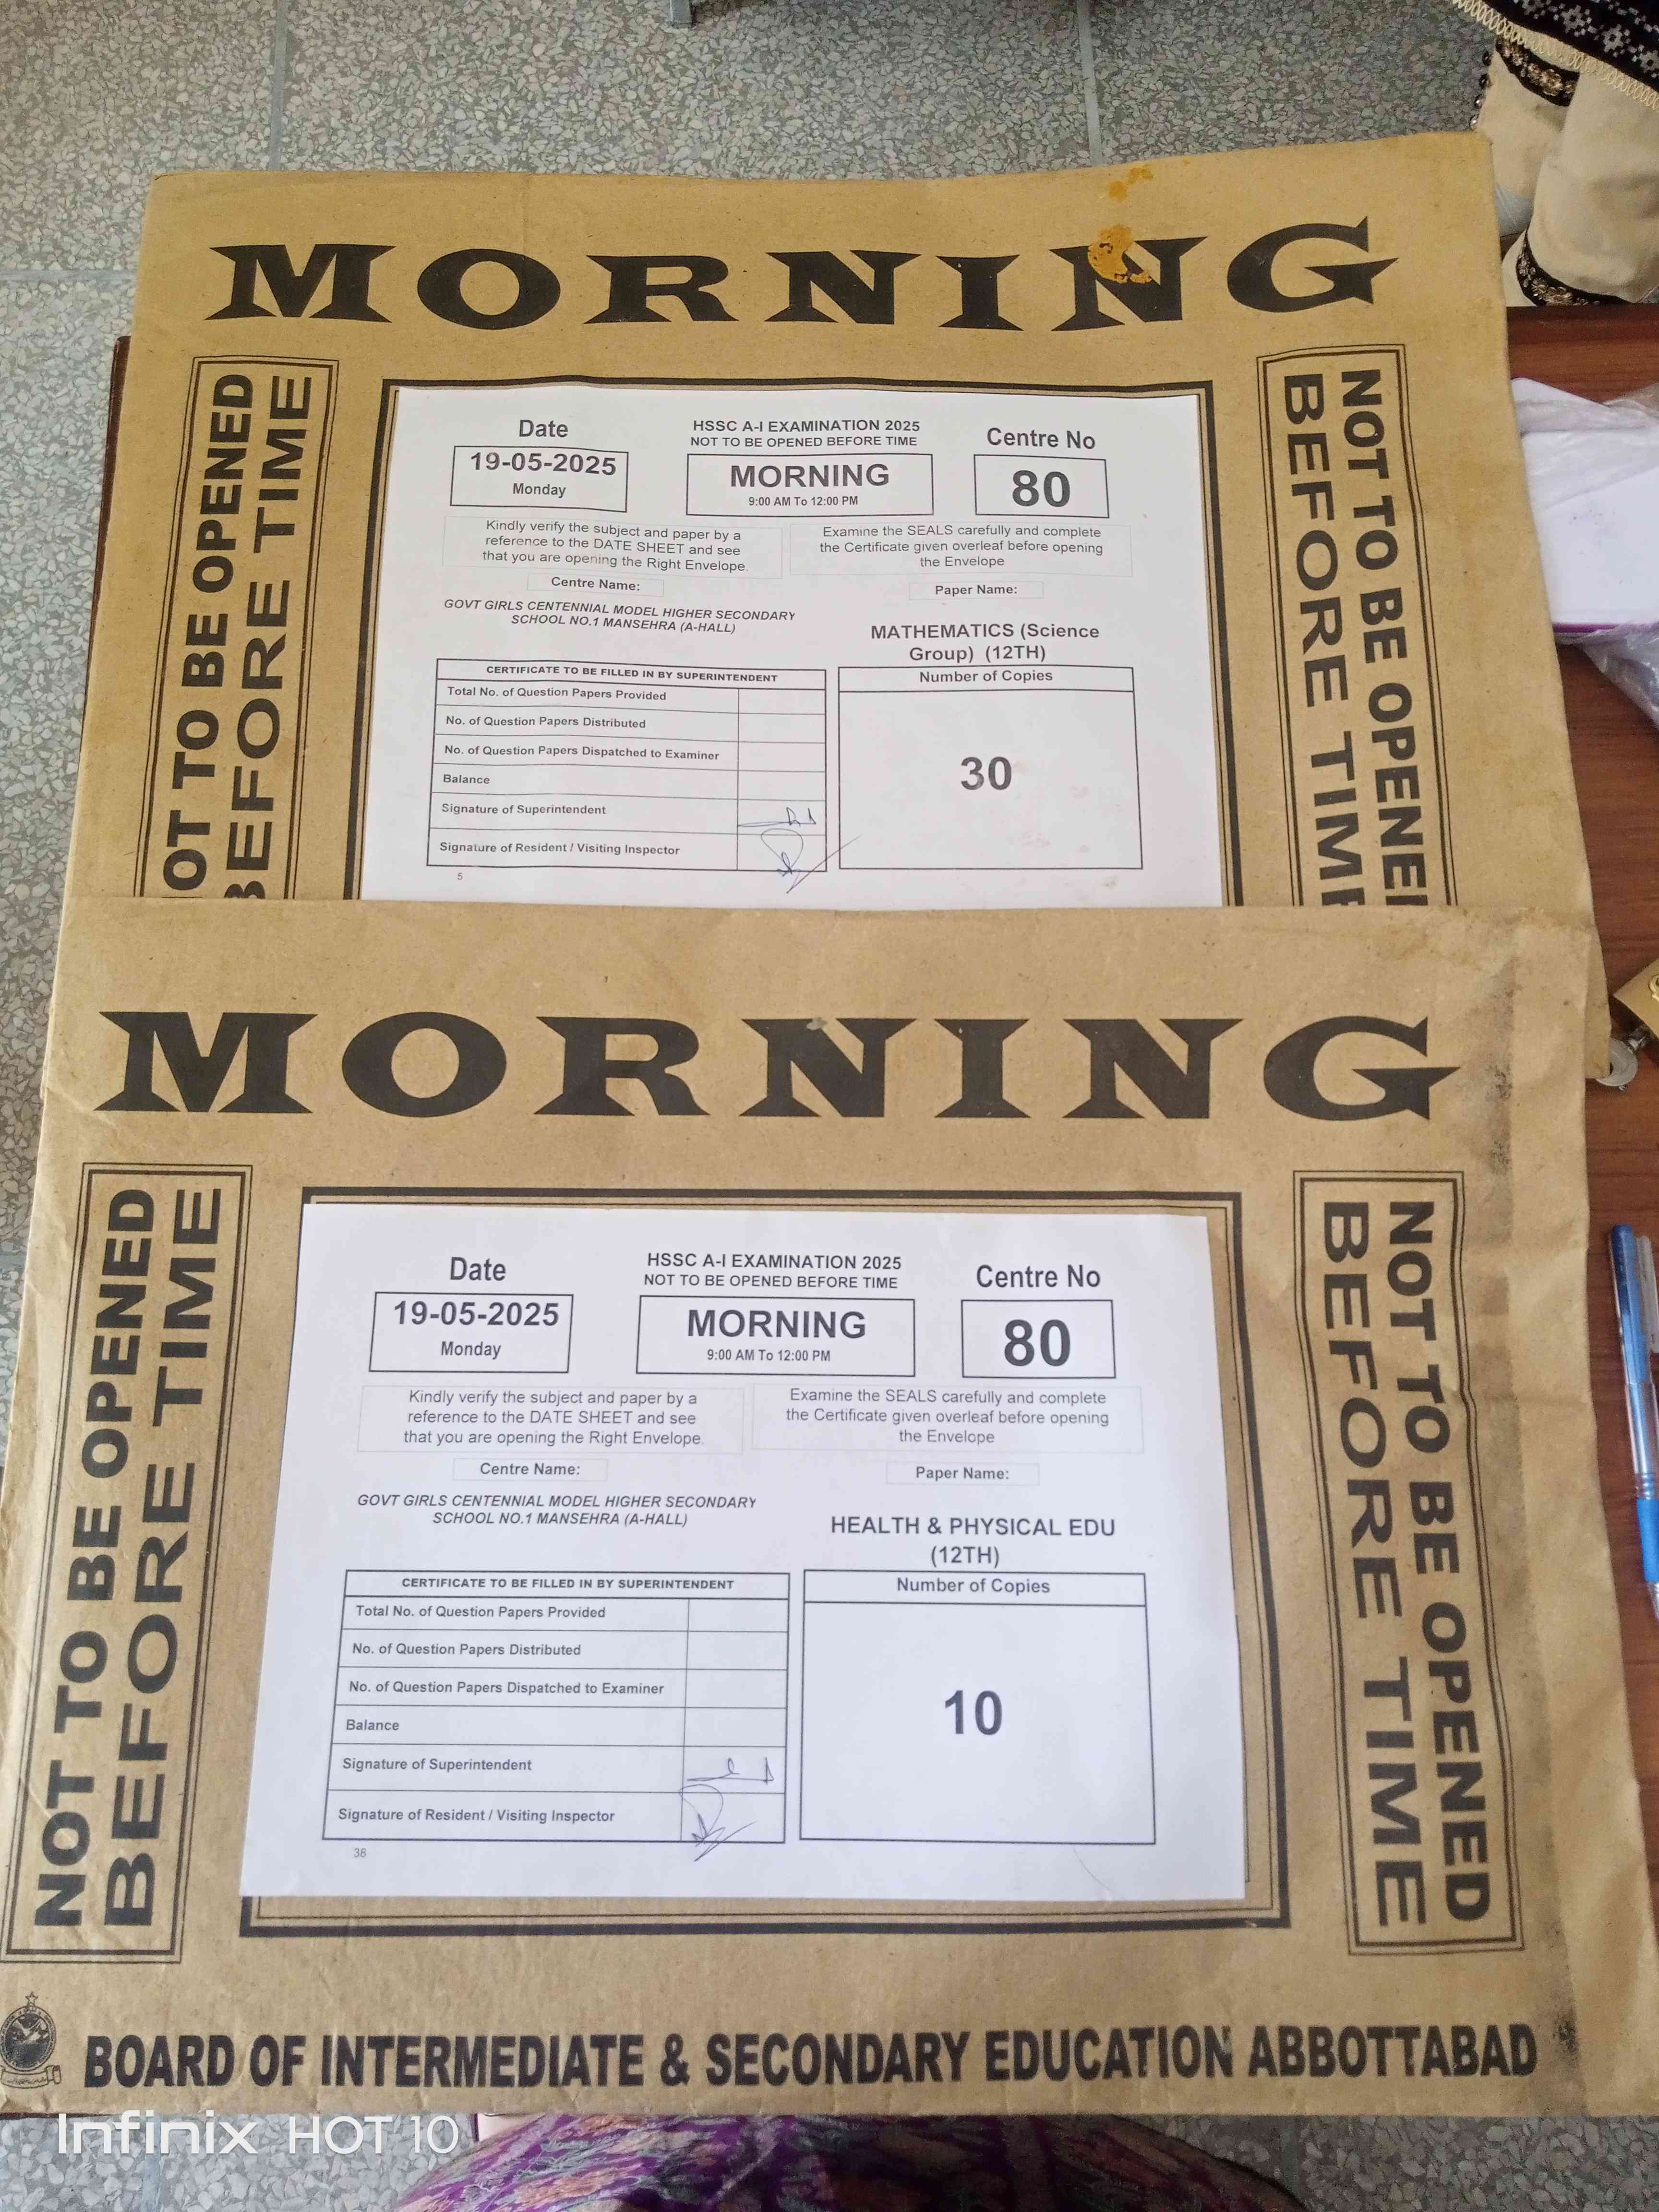 MORNING
NOT TO BE OPENED
BEFORE TIME
Date
19-05-2025
Monday
HSSC A-I EXAMINATION 2025
NOT TO BE OPENED BEFORE TIME
MORNING
9:00 AM To 12:00 PM
Centre No
80
Kindly verify the subject and paper by a
reference to the DATE SHEET and see
that you are opening the Right Envelope.
Examine the SEALS carefully and complete
the Certificate given overleaf before opening
the Envelope
Centre Name:
GOVT GIRLS CENTENNIAL MODEL HIGHER SECONDARY
SCHOOL NO.1 MANSEHRA (A-HALL)
Paper Name:
MATHEMATICS (Science
Group) (12TH)
CERTIFICATE TO BE FILLED IN BY SUPERINTENDENT
Total No. of Question Papers Provided
No. of Question Papers Distributed
No. of Question Papers Dispatched to Examiner
Balance
Signature of Superintendent
Signature of Resident / Visiting Inspector
5
Number of Copies
30
NOT TO BE OPENED
BEFORE TIME
MORNING
NOT TO BE OPENED
BEFORE TIME
Date
19-05-2025
Monday
HSSC A-I EXAMINATION 2025
NOT TO BE OPENED BEFORE TIME
MORNING
9:00 AM To 12:00 PM
Centre No
80
Kindly verify the subject and paper by a
reference to the DATE SHEET and see
that you are opening the Right Envelope.
Examine the SEALS carefully and complete
the Certificate given overleaf before opening
the Envelope
Centre Name:
GOVT GIRLS CENTENNIAL MODEL HIGHER SECONDARY
SCHOOL NO.1 MANSEHRA (A-HALL)
Paper Name:
HEALTH & PHYSICAL EDU
(12TH)
CERTIFICATE TO BE FILLED IN BY SUPERINTENDENT
Total No. of Question Papers Provided
No. of Question Papers Distributed
No. of Question Papers Dispatched to Examiner
Balance
Signature of Superintendent
Signature of Resident / Visiting Inspector
38
Number of Copies
10
NOT TO BE OPENED
BEFORE TIME
BOARD OF INTERMEDIATE & SECONDARY EDUCATION ABBOTTABAD
Infinix HOT 10